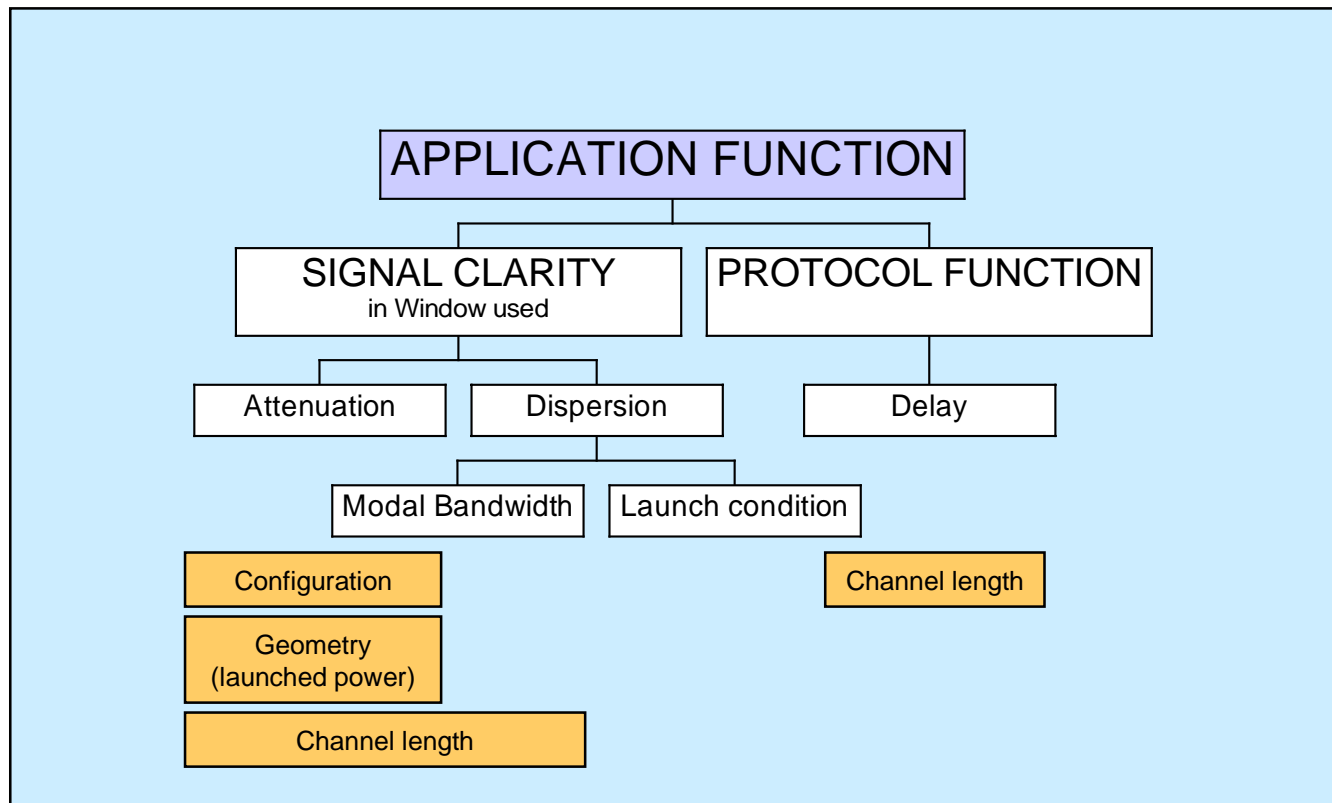 APPLICATION FUNCTION
SIGNAL CLARITY
in Window used
PROTOCOL FUNCTION
Attenuation
Dispersion
Delay
Modal Bandwidth
Launch condition
Configuration
Channel length
Geometry
(launched power)
Channel length